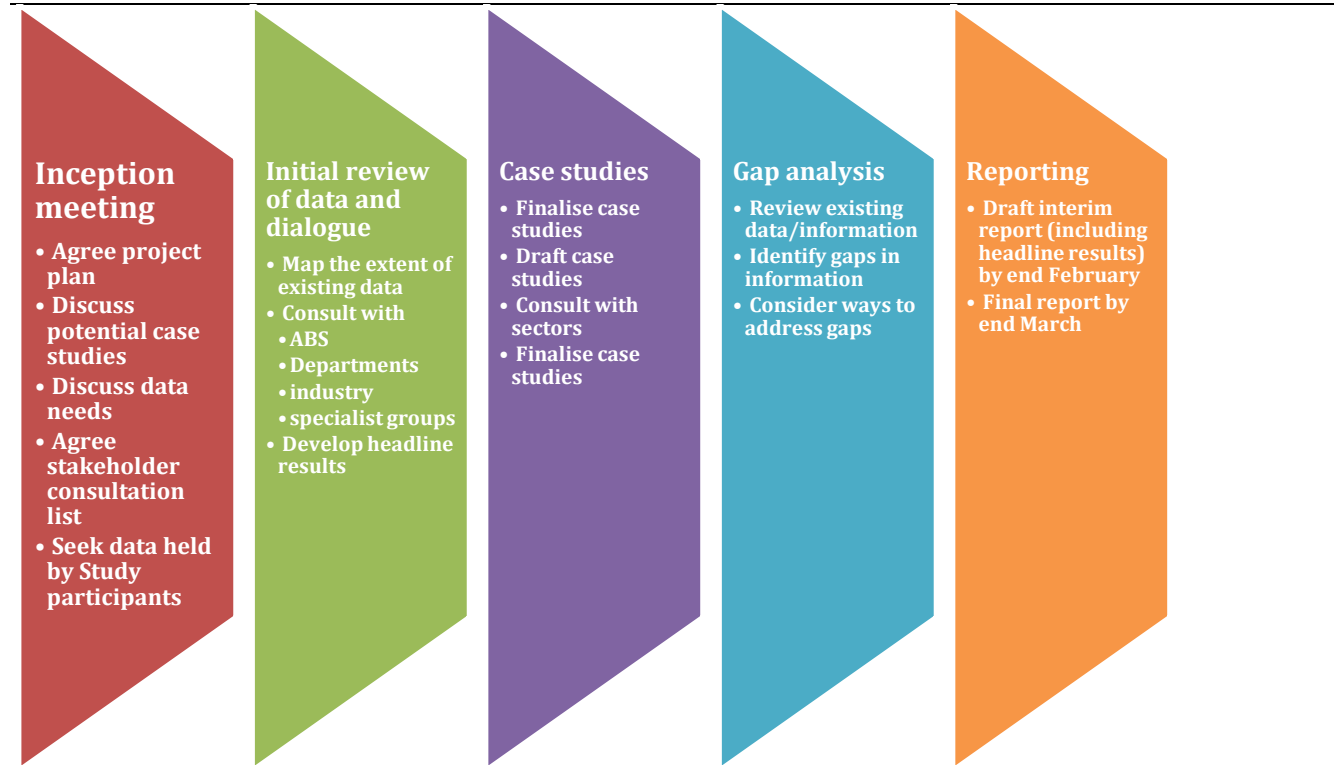 Inception
meeting
• Agree project
plan
• Discuss
potential case
studies
• Discuss data
needs
• Agree
stakeholder
consultation
list
• Seek data held
by Study
participants
Initial review
of data and
dialogue
• Map the extent of
existing data
• Consult with
• ABS
• Departments
• industry
• specialist groups
• Develop headline
results
Case studies
• Finalise case
studies
• Draft case
studies
• Consult with
sectors
• Finalise case
studies
Gap analysis
• Review existing
data/information
• Identify gaps in
information
• Consider ways to
address gaps
Reporting
• Draft interim
report (including
headline results)
by end February
• Final report by
end March